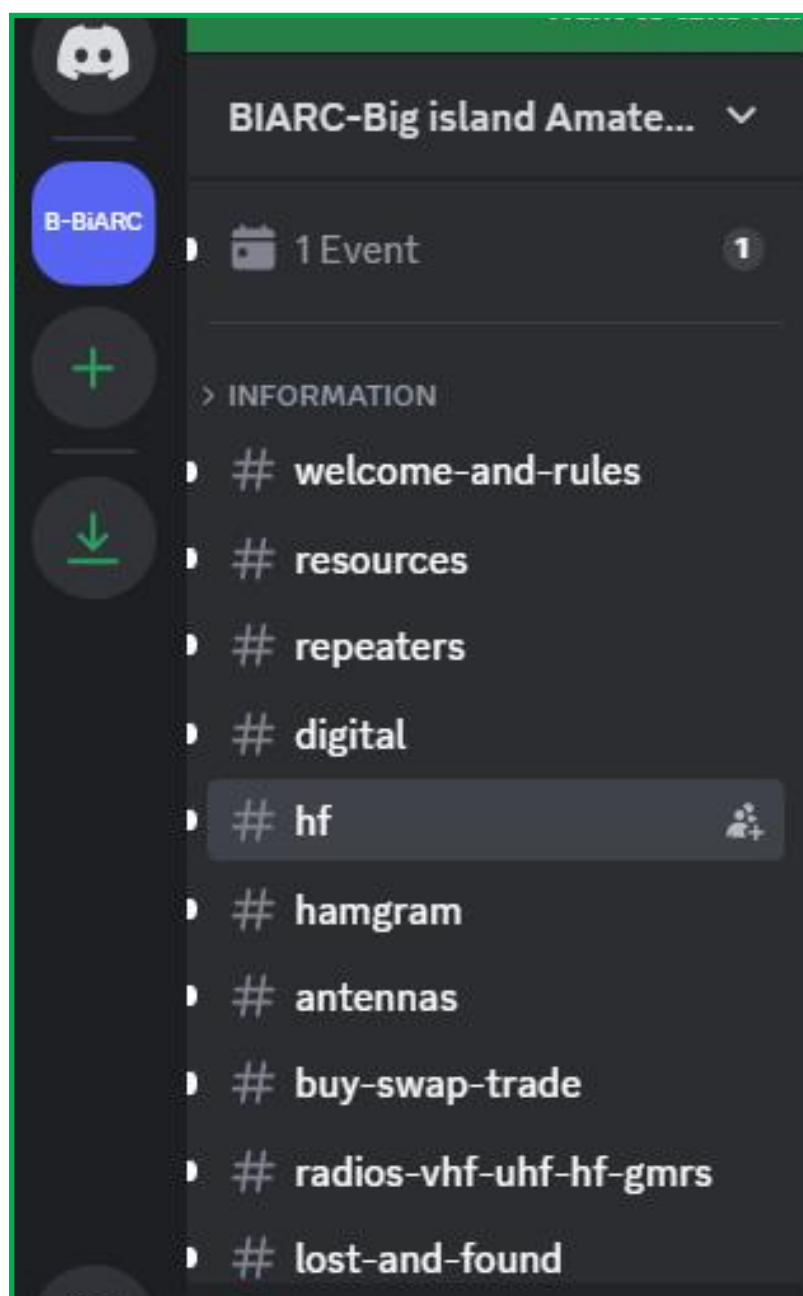 BIARC-Big island Amate...
B-BiARC
1 Event
1
INFORMATION
# welcome-and-rules
# resources
# repeaters
# digital
# hf
# hamgram
# antennas
# buy-swap-trade
# radios-vhf-uhf-hf-gmrs
# lost-and-found